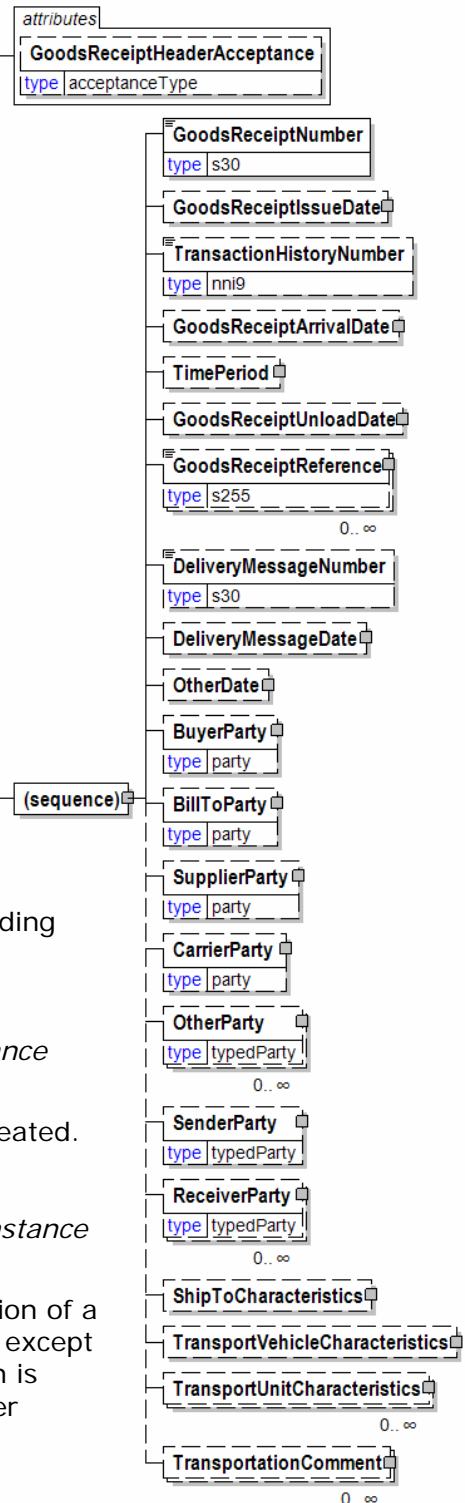 attributes
GoodsReceiptHeaderAcceptance
type acceptanceType
GoodsReceiptNumber
type s30
GoodsReceiptIssueDate
TransactionHistoryNumber
type nni9
GoodsReceiptArrivalDate
TimePeriod
GoodsReceiptUnloadDate
GoodsReceiptReference
type s255
0.. ∞
DeliveryMessageNumber
type s30
DeliveryMessageDate
OtherDate
BuyerParty
type party
(sequence)
BillToParty
type party
SupplierParty
type party
ding
CarrierParty
type party
OtherParty
type typedParty
ance
0.. ∞
eated.
SenderParty
type typedParty
ReceiverParty
type typedParty
nstance
0.. ∞
ShipToCharacteristics
ion of a
except
TransportVehicleCharacteristics
n is
TransportUnitCharacteristics
er
0.. ∞
TransportationComment
0.. ∞